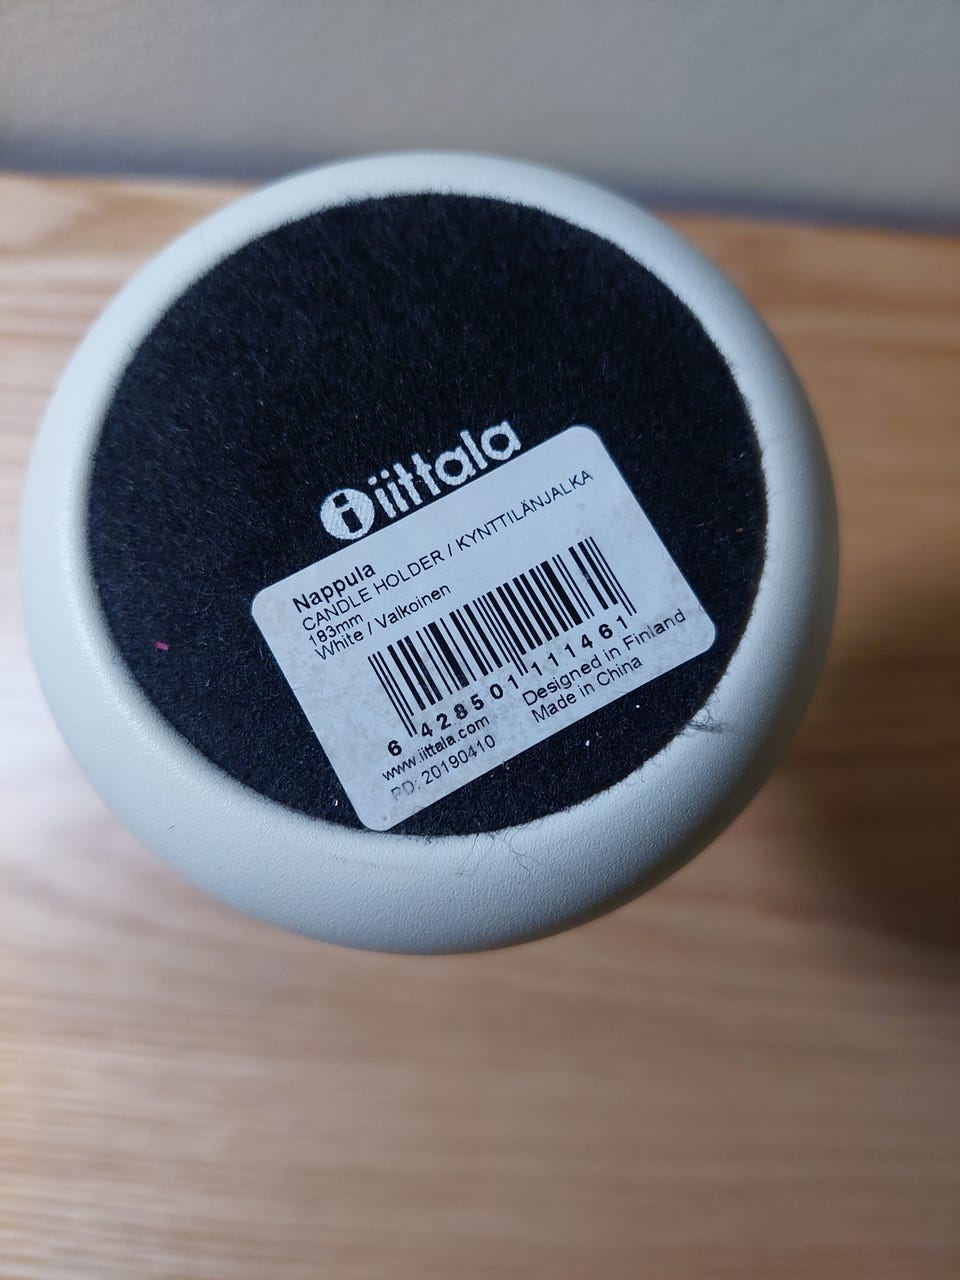 iittala
Nappula
CANDLE HOLDER / KYNTTILÄNJALKA
183mm
White / Valkoinen
6 428501 111461
www.iittala.com
Designed in Finland
PD: 20190410
Made in China